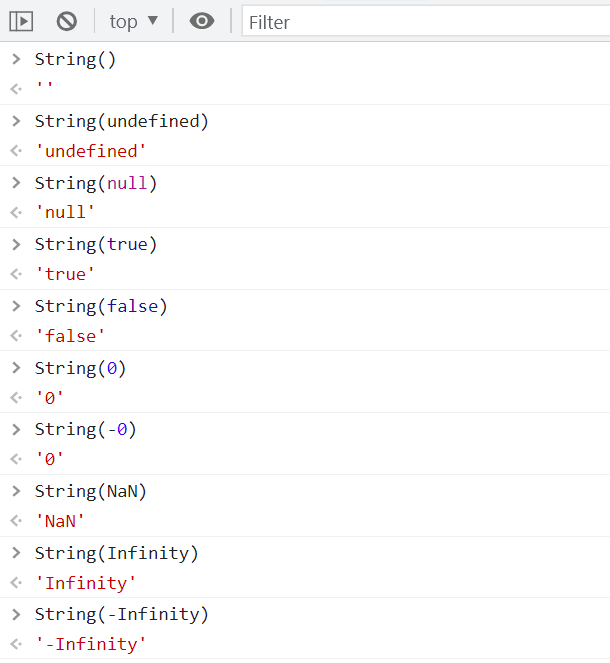 top ▼ Filter
> String()
<· ''
> String(undefined)
<· 'undefined'
> String(null)
<· 'null'
> String(true)
<· 'true'
> String(false)
<· 'false'
> String(0)
<· '0'
> String(-0)
<· '0'
> String(NaN)
<· 'NaN'
> String(Infinity)
<· 'Infinity'
> String(-Infinity)
<· '-Infinity'